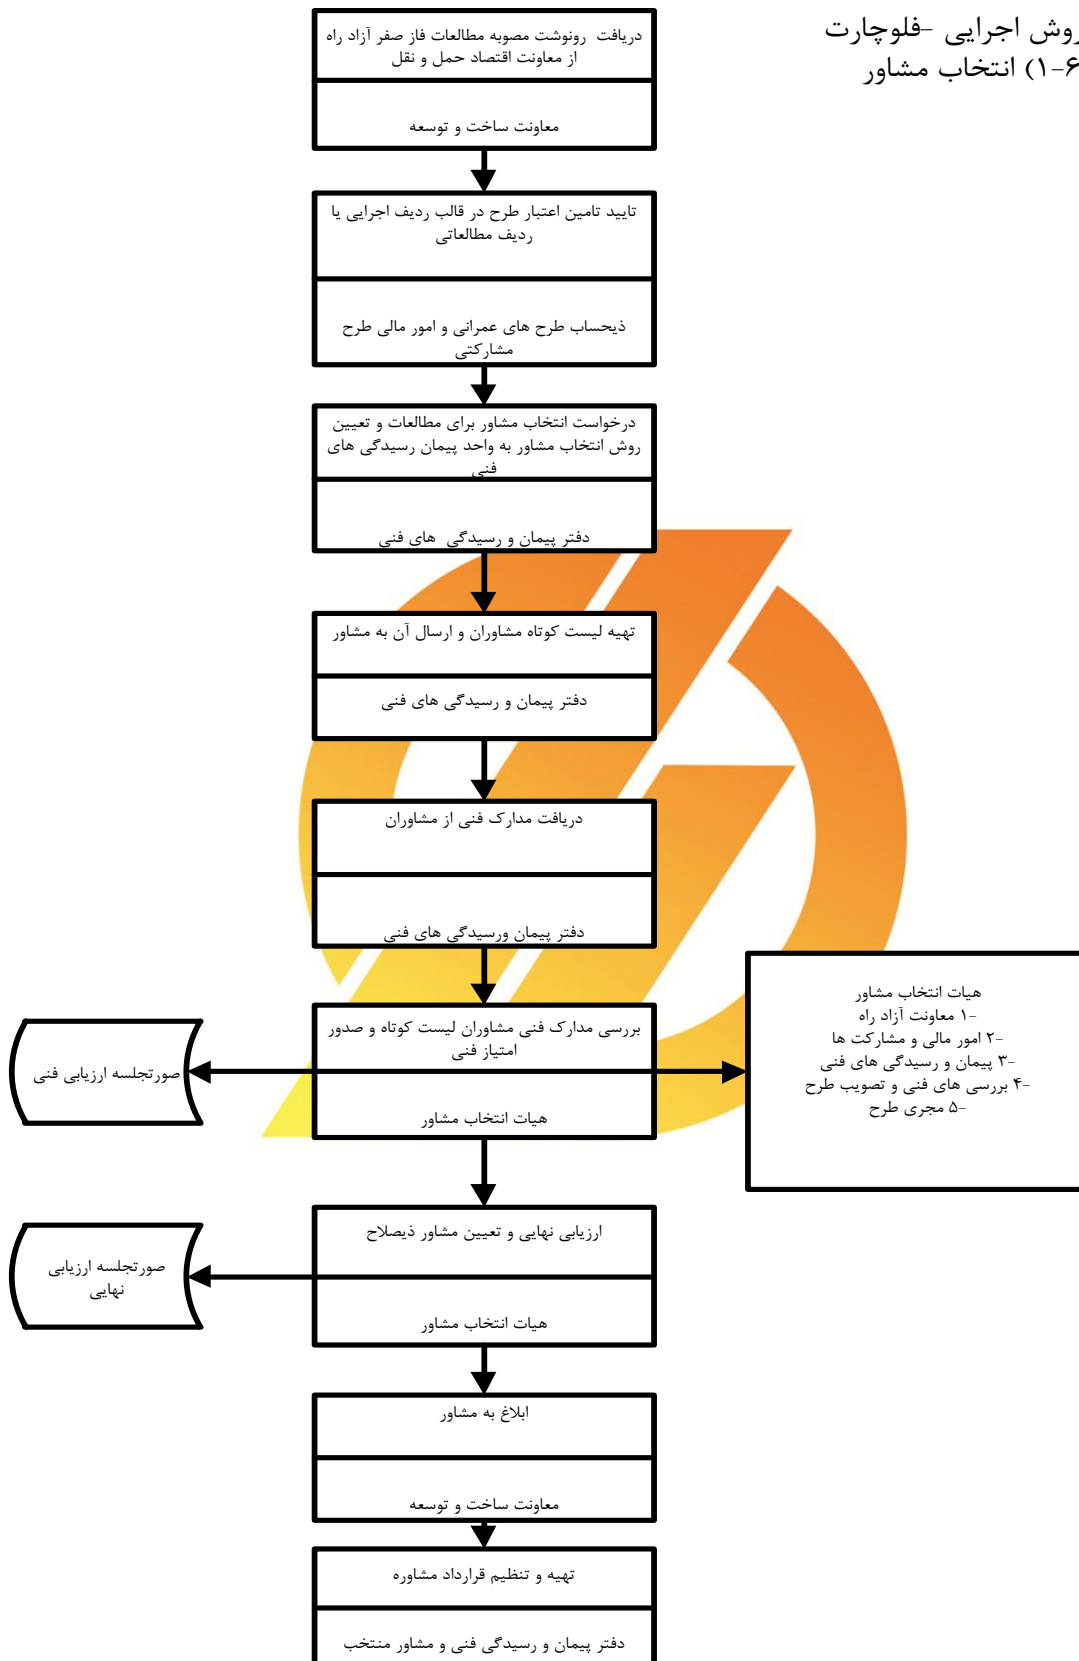 روش اجرایی -فلوچارت
۶-۱) انتخاب مشاور
دریافت رونوشت مصوبه مطالعات فاز صفر آزاد راه
از معاونت اقتصاد حمل و نقل
معاونت ساخت و توسعه
تایید تامین اعتبار طرح در قالب ردیف اجرایی یا
ردیف مطالعاتی
ذیحساب طرح های عمرانی و امور مالی طرح
مشارکتی
درخواست انتخاب مشاور برای مطالعات و تعیین
روش انتخاب مشاور به واحد پیمان رسیدگی های
فنی
دفتر پیمان و رسیدگی های فنی
تهیه لیست کوتاه مشاوران و ارسال آن به مشاور
دفتر پیمان و رسیدگی های فنی
دریافت مدارک فنی از مشاوران
دفتر پیمان ورسیدگی های فنی
بررسی مدارک فنی مشاوران لیست کوتاه و صدور
امتیاز فنی
هیات انتخاب مشاور
هیات انتخاب مشاور
۱- معاونت آزاد راه
۲- امور مالی و مشارکت ها
۳- پیمان و رسیدگی های فنی
۴- بررسی های فنی و تصویب طرح
۵- مجری طرح
صورتجلسه ارزیابی فنی
ارزیابی نهایی و تعیین مشاور ذیصلاح
هیات انتخاب مشاور
صورتجلسه ارزیابی
نهایی
ابلاغ به مشاور
معاونت ساخت و توسعه
تهیه و تنظیم قرارداد مشاوره
دفتر پیمان و رسیدگی فنی و مشاور منتخب